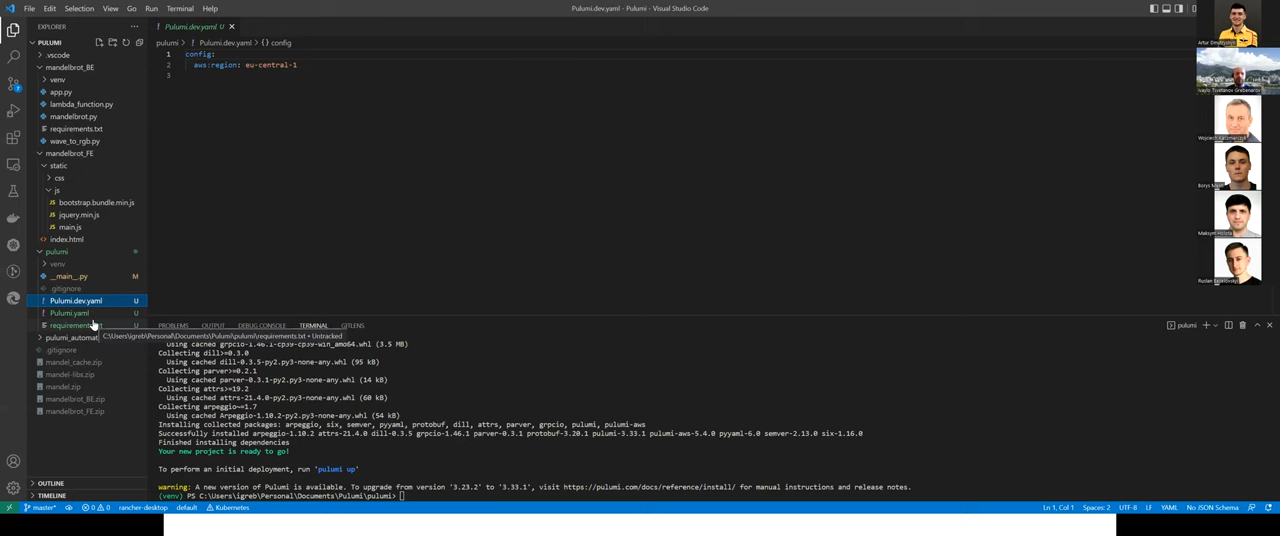 File Edit Selection View Go Run Terminal Help
Pulumi.dev.yaml - Pulumi - Visual Studio Code
EXPLORER
PULUMI
.vscode
mandelbrot_BE
venv
app.py
lambda_function.py
mandelbrot.py
requirements.txt
wave_to_rgb.py
mandelbrot_FE
static
css
js
bootstrap.bundle.min.js
jquery.min.js
main.js
index.html
pulumi
venv
__main__.py M
.gitignore
Pulumi.dev.yaml U
Pulumi.yaml U
requirements.txt U
pulumi_automat
.gitignore
mandel_cache.zip
mandel-libs.zip
mandel.zip
mandelbrot_BE.zip
mandelbrot_FE.zip
OUTLINE
TIMELINE
Pulumi.dev.yaml U
pulumi > Pulumi.dev.yaml > {} config
1 config:
2 aws:region: eu-central-1
3
C:\Users\igreb\Personal\Documents\Pulumi\pulumi\requirements.txt • Untracked
PROBLEMS OUTPUT DEBUG CONSOLE TERMINAL GITLENS
pulumi
Using cached grpcio-1.46.1-cp39-cp39-win_amd64.whl (3.5 MB)
Collecting dill>=0.3.0
Using cached dill-0.3.5-py2.py3-none-any.whl (95 kB)
Collecting parver>=0.2.1
Using cached parver-0.3.1-py2.py3-none-any.whl (14 kB)
Collecting attrs>=19.2
Using cached attrs-21.4.0-py2.py3-none-any.whl (60 kB)
Collecting arpeggio~=1.7
Using cached Arpeggio-1.10.2-py2.py3-none-any.whl (54 kB)
Installing collected packages: arpeggio, six, semver, pyyaml, protobuf, dill, attrs, parver, grpcio, pulumi, pulumi-aws
Successfully installed arpeggio-1.10.2 attrs-21.4.0 dill-0.3.5 grpcio-1.46.1 parver-0.3.1 protobuf-3.20.1 pulumi-3.33.1 pulumi-aws-5.4.0 pyyaml-6.0 semver-2.13.0 six-1.16.0
Finished installing dependencies
Your new project is ready to go!
To perform an initial deployment, run 'pulumi up'
warning: A new version of Pulumi is available. To upgrade from version '3.23.2' to '3.33.1', visit https://pulumi.com/docs/reference/install/ for manual instructions and release notes.
(venv) PS C:\Users\igreb\Personal\Documents\Pulumi\pulumi>
master* 0 0 rancher-desktop default Kubernetes
Ln 1, Col 1 Spaces: 2 UTF-8 LF YAML No JSON Schema
Ivaylo Tsvetanov Grebenarov
Maksym Holota